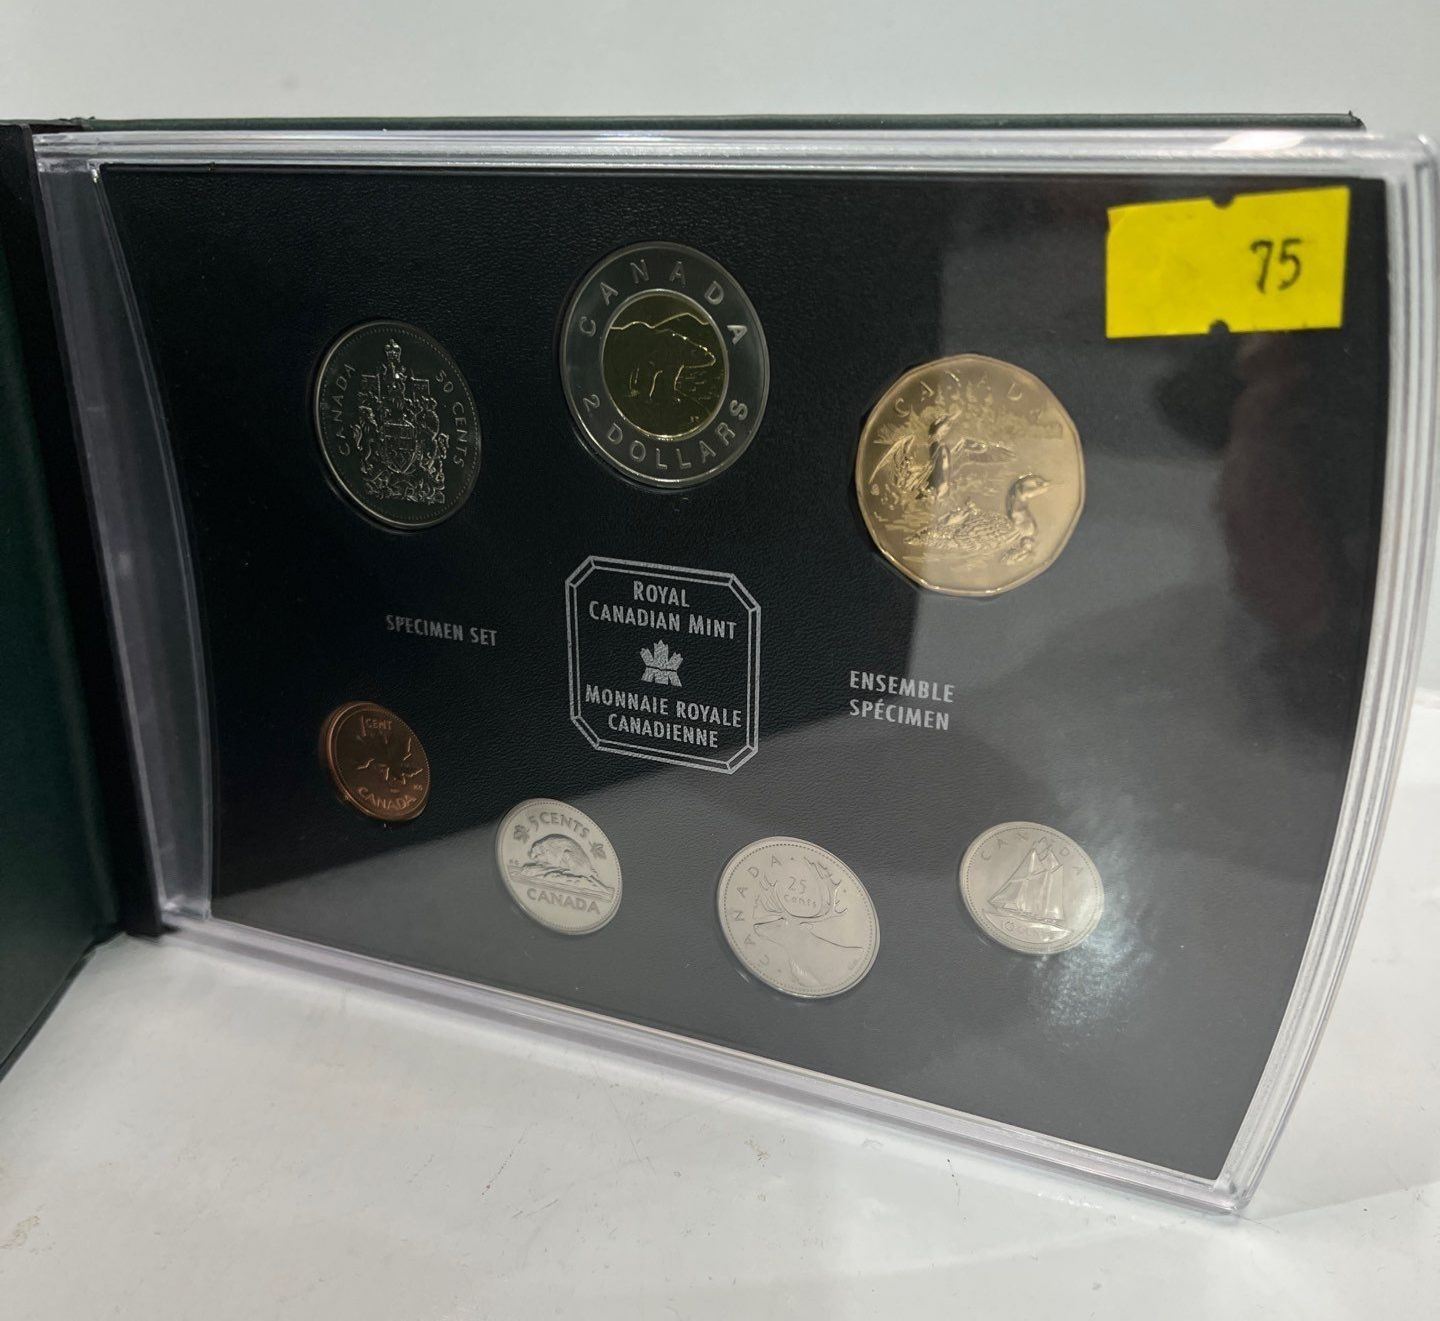 75
CANADA
2 DOLLARS
CANADA
50 CENTS
CANADA
SPECIMEN SET
ROYAL
CANADIAN MINT
MONNAIE ROYALE
CANADIENNE
ENSEMBLE
SPÉCIMEN
CENT
CANADA
5 CENTS
CANADA
CANADA
25
cents
CANADA